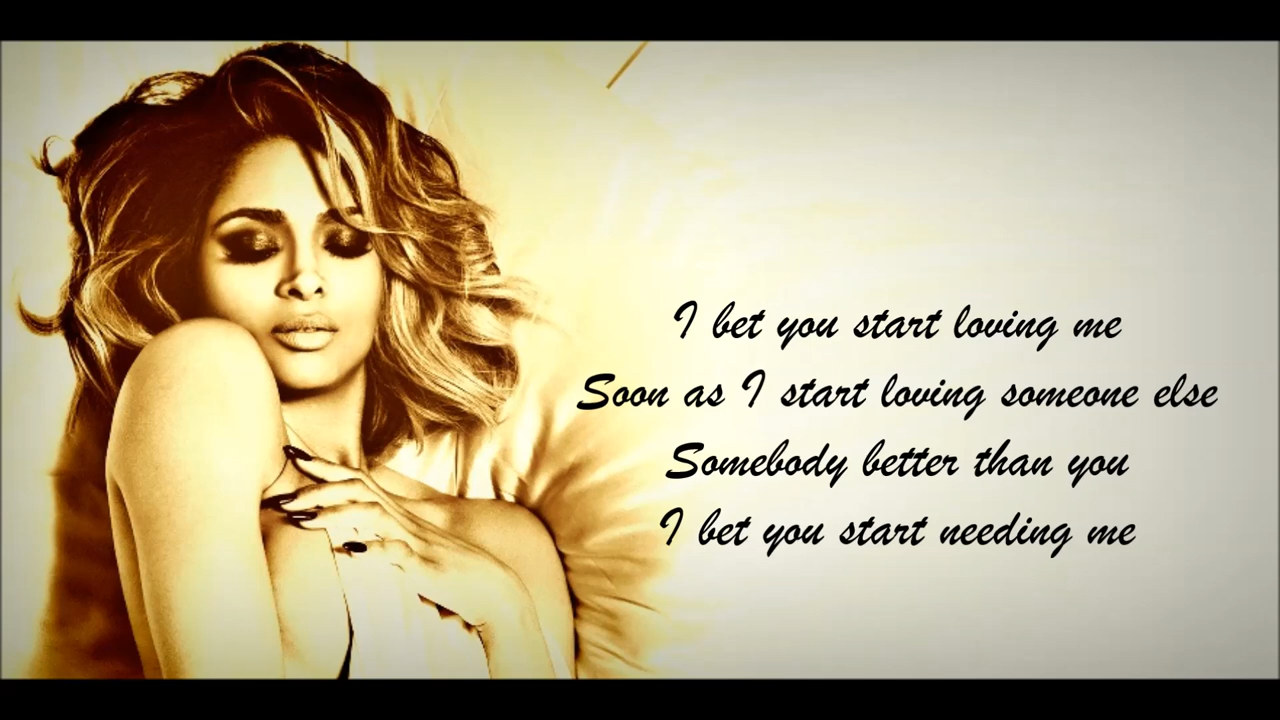 I bet you start loving me
Soon as I start loving someone else
Somebody better than you
I bet you start needing me